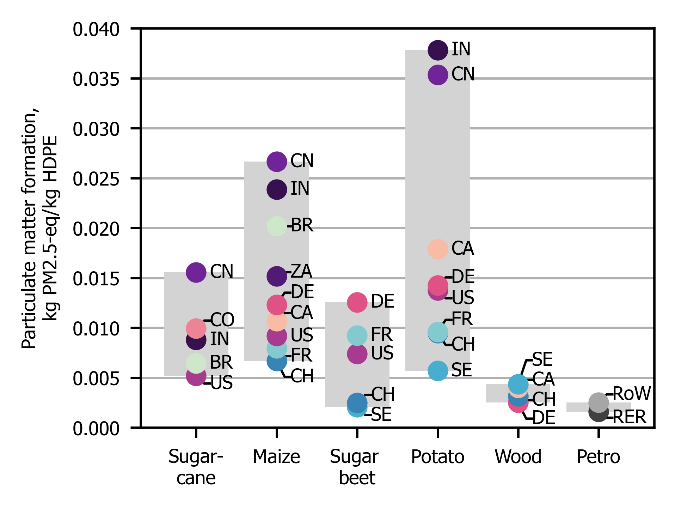 Particulate matter formation,
kg PM2.5-eq/kg HDPE
0.040
0.035
0.030
0.025
0.020
0.015
0.010
0.005
0.000
CN
CO
IN
BR
US
CN
IN
BR
ZA
DE
CA
US
FR
CH
DE
FR
US
CH
SE
IN
CN
CA
DE
US
FR
CH
SE
SE
CA
CH
DE
RoW
RER
Sugar-
cane
Maize
Sugar
beet
Potato
Wood
Petro